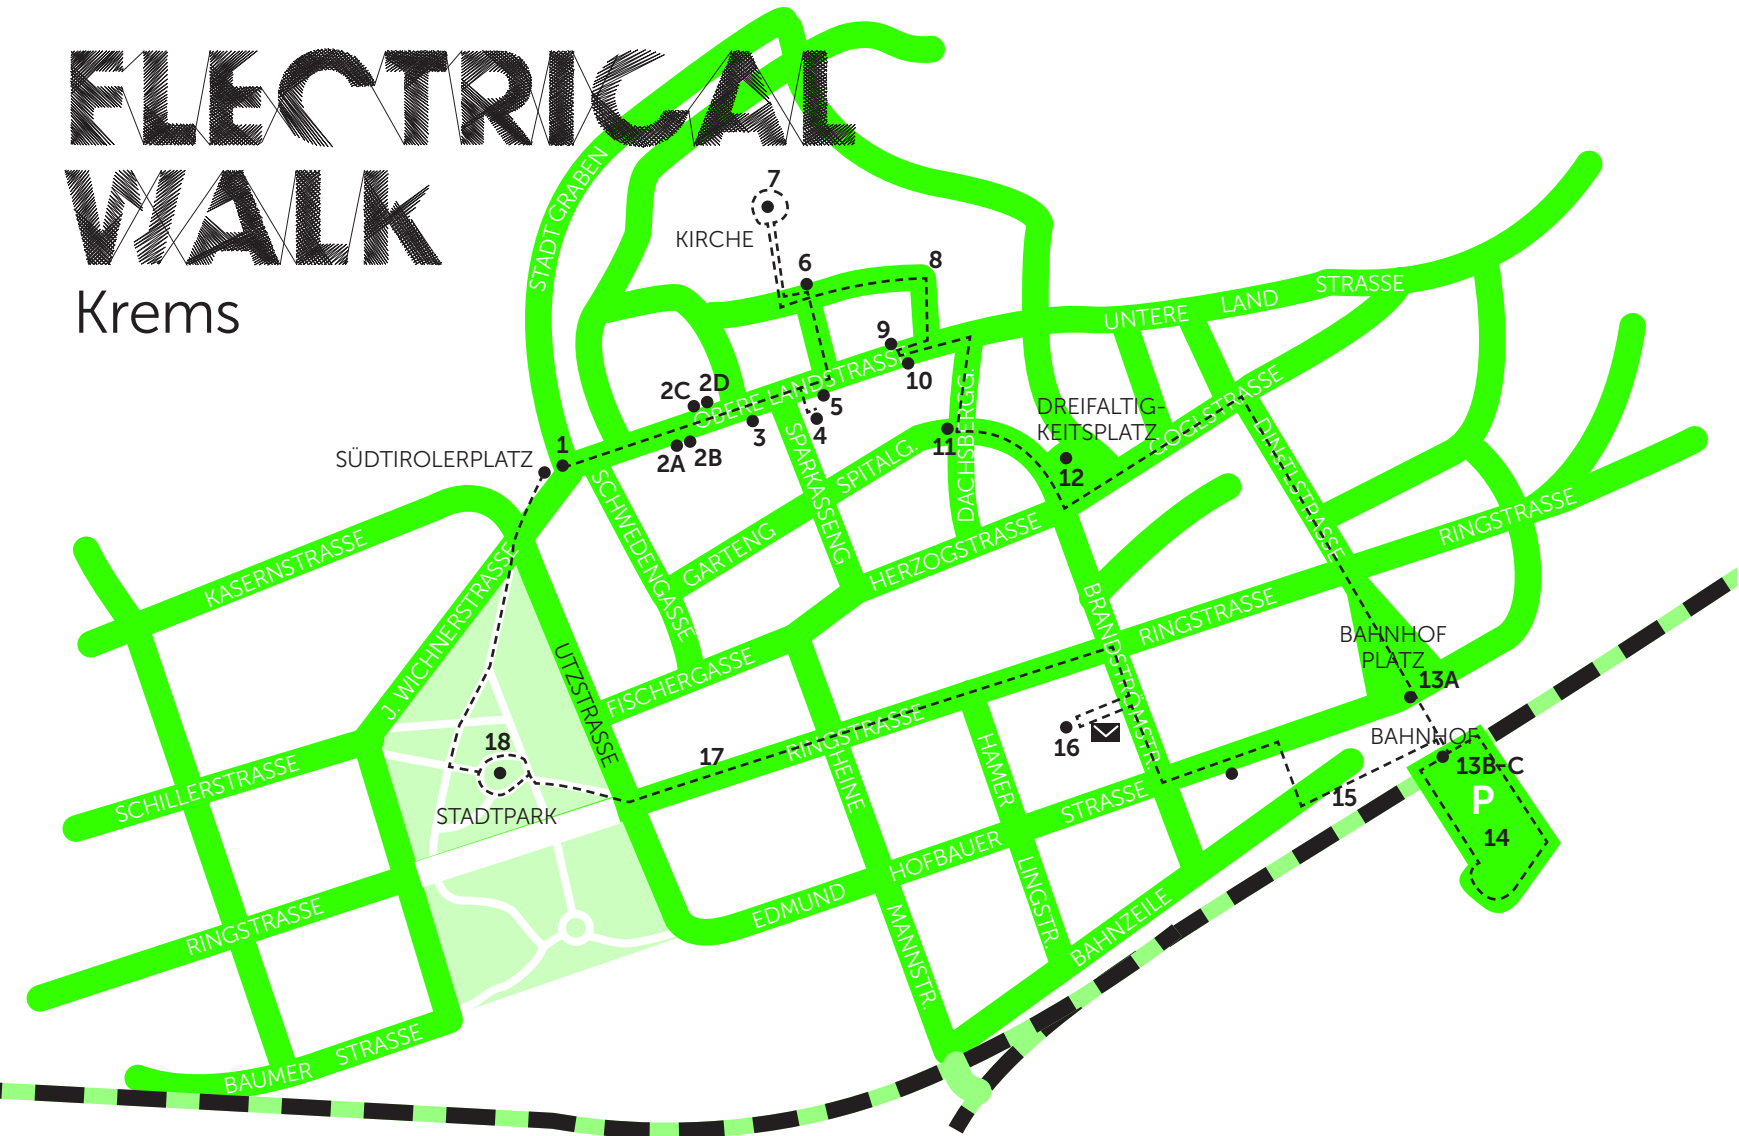 ELECTRICAL
WALK
Krems
STADT GRABEN
7
KIRCHE
6
8
9
10
UNTERE LAND STRASSE
2C
2D
OBERE LANDSTRASSE
5
4
3
1
2A
2B
SÜDTIROLERPLATZ
DREIFALTIG-
KEITSPLATZ
GÖGLSTRASSE
11
12
DACHSBERGG.
SPITALG.
SPARKASSENG.
SCHWEDENGASSE
GARTENG
HERZOGSTRASSE
DINSTLSTRASSE
RINGSTRASSE
KASERNSTRASSE
J. WICHNERSTRASSE
UTZSTRASSE
FISCHERGASSE
BRANDSTRÖHSTR.
RINGSTRASSE
BAHNHOF
PLATZ
13A
BAHNHOF
13B-C
P
14
15
16
17
RINGSTRASSE
18
STADTPARK
SCHILLERSTRASSE
HEINE
MANNSTR.
HAMER
LINGSTR.
EDMUND HOFBAUER STRASSE
BAHNZEILE
RINGSTRASSE
BAUMER STRASSE